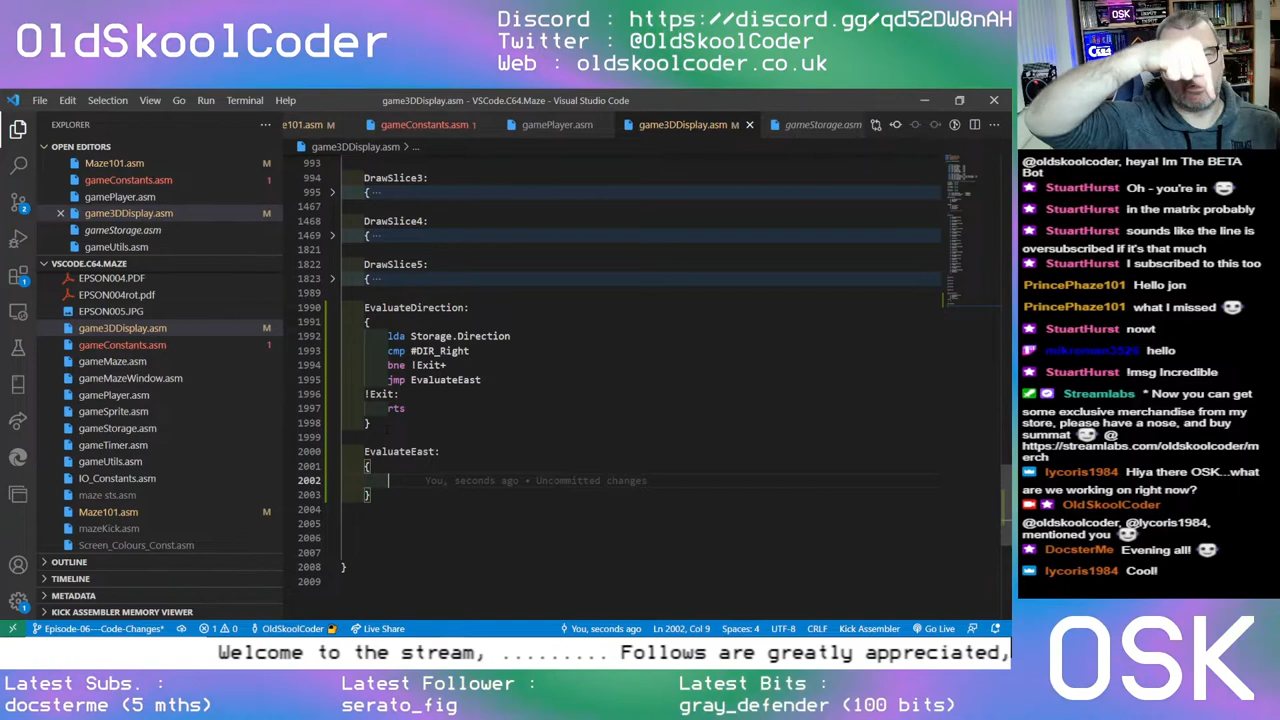 OldSkoolCoder
Discord : https://discord.gg/qd52DW8nAH
Twitter : @OldSkoolCoder
Web : oldskoolcoder.co.uk
File Edit Selection View Go Run Terminal Help
game3DDisplay.asm - VSCode.C64.Maze - Visual Studio Code
EXPLORER
OPEN EDITORS
Maze101.asm M
gameConstants.asm 1
gamePlayer.asm
game3DDisplay.asm M
gameStorage.asm
gameUtils.asm
VSCODE.C64.MAZE
EPSON004.PDF
EPSON004rot.pdf
EPSON005.JPG
game3DDisplay.asm M
gameConstants.asm 1
gameMaze.asm
gameMazeWindow.asm
gamePlayer.asm
gameSprite.asm
gameStorage.asm
gameTimer.asm
gameUtils.asm
IO_Constants.asm
maze sts.asm
Maze101.asm M
mazeKick.asm
Screen_Colours_Const.asm
OUTLINE
TIMELINE
METADATA
KICK ASSEMBLER MEMORY VIEWER
e101.asm M gameConstants.asm 1 gamePlayer.asm game3DDisplay.asm M gameStorage.asm
game3DDisplay.asm > ...
993
994 DrawSlice3:
995 { ...
1467
1468 DrawSlice4:
1469 { ...
1821
1822 DrawSlice5:
1823 { ...
1989
1990 EvaluateDirection:
1991 {
1992 lda Storage.Direction
1993 cmp #DIR_Right
1994 bne !Exit+
1995 jmp EvaluateEast
1996 !Exit:
1997 rts
1998 }
1999
2000 EvaluateEast:
2001 {
2002 You, seconds ago • Uncommitted changes
2003 }
2004
2005
2006
2007
2008 }
2009
Episode-06---Code-Changes* 1 0 OldSkoolCoder Live Share You, seconds ago Ln 2002, Col 9 Spaces: 4 UTF-8 CRLF Kick Assembler Go Live
@oldskoolcoder, heya! Im The BETA
Bot
StuartHurst Oh - you're in
StuartHurst in the matrix probably
StuartHurst sounds like the line is
oversubscribed if it's that much
StuartHurst I subscribed to this too
PrincePhaze101 Hello jon
PrincePhaze101 what I missed
StuartHurst nowt
mikroman3526 hello
StuartHurst !msg Incredible
Streamlabs * Now you can get
some exclusive merchandise from my
store, please have a nose, and buy
summat @
https://streamlabs.com/oldskoolcoder/m
erch
lycoris1984 Hiya there OSK...what
are we working on right now?
OldSkoolCoder
@oldskoolcoder, @lycoris1984,
mentioned you
DocsterMe Evening all!
lycoris1984 Cool!
OSK
Welcome to the stream, ......... Follows are greatly appreciated,
Latest Subs. :
docsterme (5 mths)
Latest Follower :
serato_fig
Latest Bits :
gray_defender (100 bits)